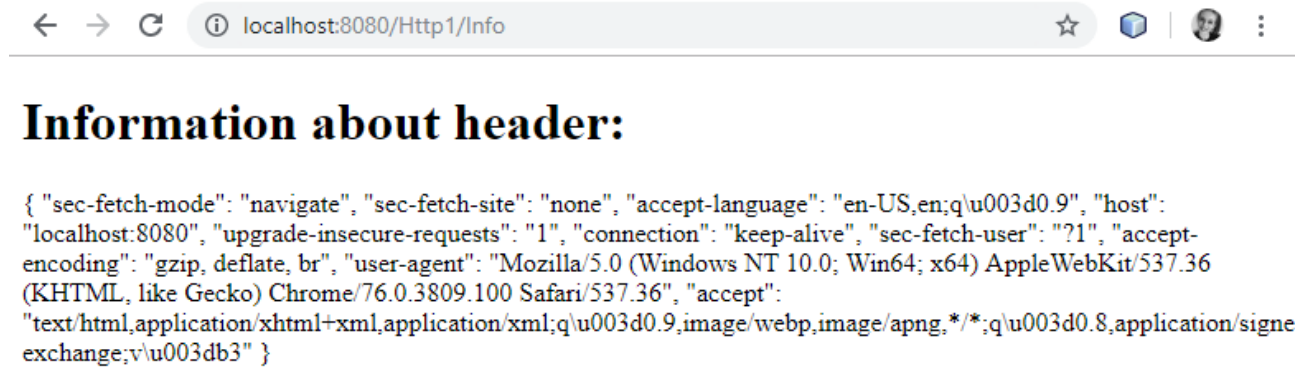 localhost:8080/Http1/Info
Information about header:
{ "sec-fetch-mode": "navigate", "sec-fetch-site": "none", "accept-language": "en-US,en;q\u003d0.9", "host":
"localhost:8080", "upgrade-insecure-requests": "1", "connection": "keep-alive", "sec-fetch-user": "?1", "accept-
encoding": "gzip, deflate, br", "user-agent": "Mozilla/5.0 (Windows NT 10.0; Win64; x64) AppleWebKit/537.36
(KHTML, like Gecko) Chrome/76.0.3809.100 Safari/537.36", "accept":
"text/html,application/xhtml+xml,application/xml;q\u003d0.9,image/webp,image/apng,*/*;q\u003d0.8,application/signe
exchange;v\u003db3" }